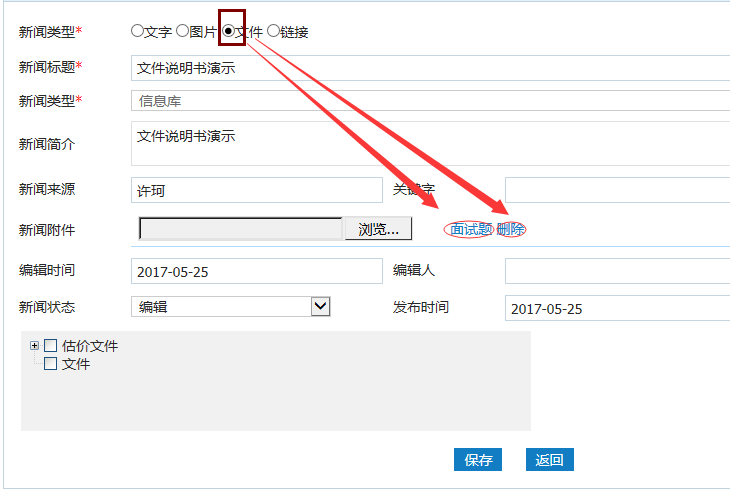 新闻类型* 文字 图片 文件 链接
新闻标题* 文件说明书演示
新闻类型* 信息库
新闻简介 文件说明书演示
新闻来源 许珂 关键字
新闻附件 浏览... 面试题 删除
编辑时间 2017-05-25 编辑人
新闻状态 编辑 发布时间 2017-05-25
估价文件
文件
保存 返回